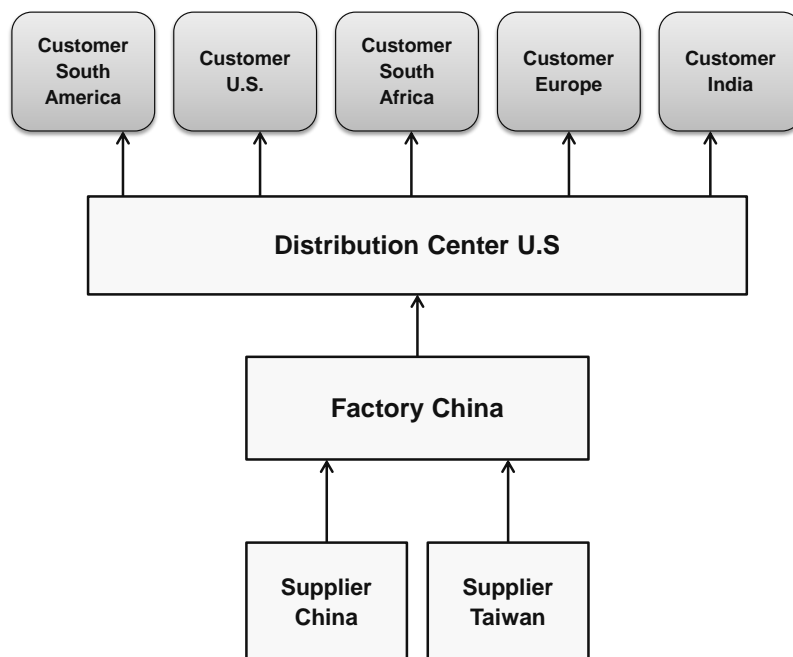 Customer
South
America
Customer
U.S.
Customer
South
Africa
Customer
Europe
Customer
India
Distribution Center U.S
Factory China
Supplier
China
Supplier
Taiwan